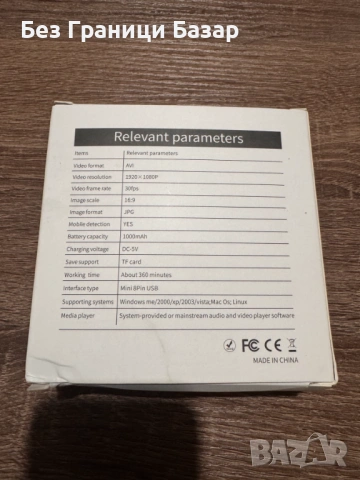 Без Граници Базар
Relevant parameters
Items Relevant parameters
Video format AVI
Video resolution 1920×1080P
Video frame rate 30fps
Image scale 16:9
Image format JPG
Mobile detection YES
Battery capacity 1000mAh
Charging voltage DC-5V
Save support TF card
Working time About 360 minutes
Interface type Mini 8Pin USB
Supporting systems Windows me/2000/xp/2003/vista;Mac Os; Linux
Media player System-provided or mainstream audio and video player software
FC CE
MADE IN CHINA
BAZAR
bg